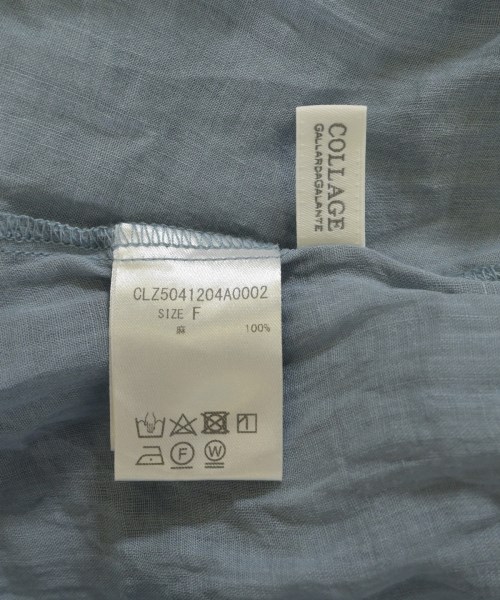 COLLAGE
GALLARDAGALANTE
CLZ5041204A0002
SIZE F
麻 100%
F
W